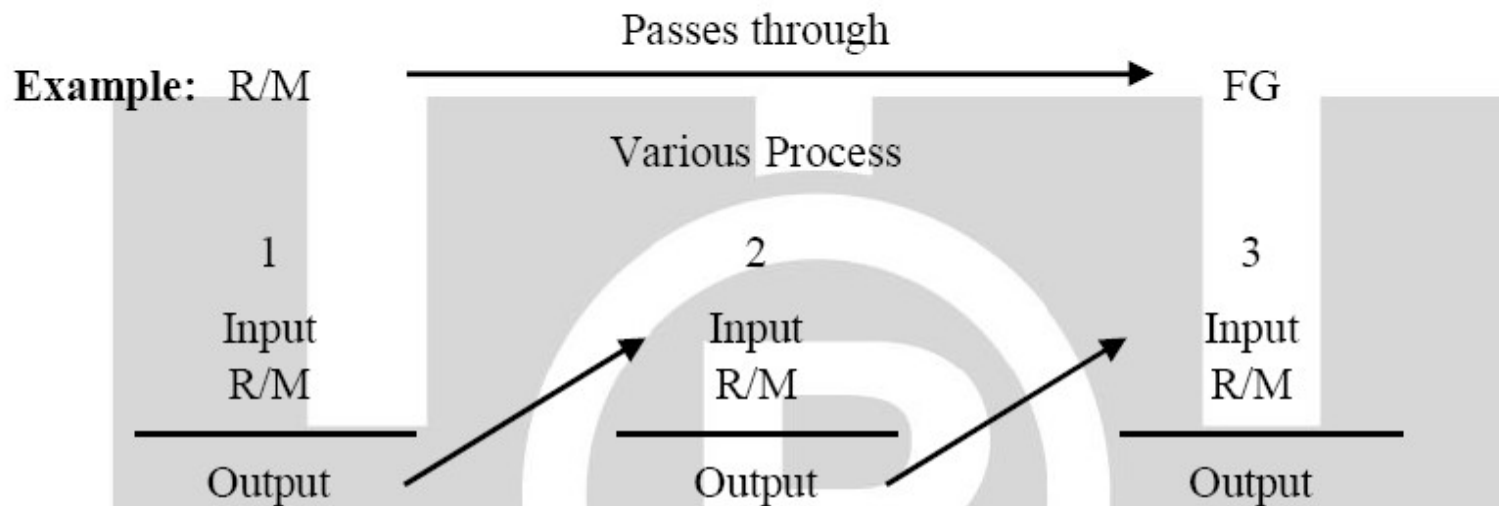 Passes through
Example: R/M FG
Various Process
1 2 3
Input Input Input
R/M R/M R/M
Output Output Output